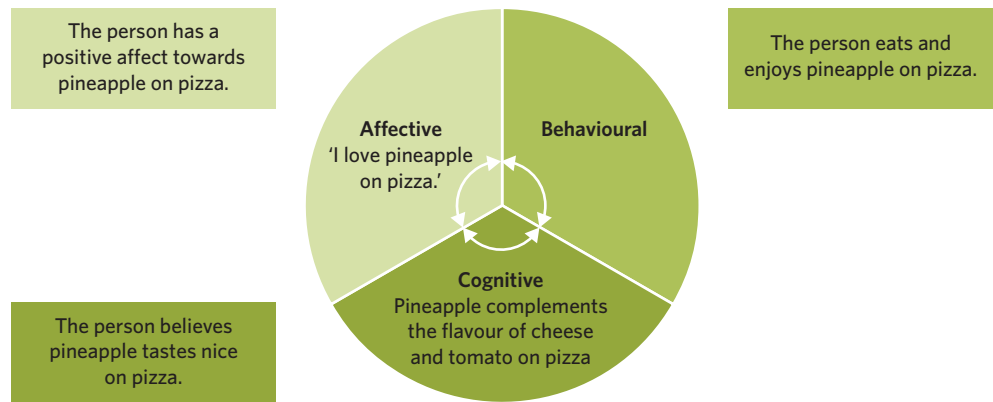 The person has a
positive affect towards
pineapple on pizza.
The person eats and
enjoys pineapple on pizza.
Affective
‘I love pineapple
on pizza.’
Behavioural
Cognitive
Pineapple complements
the flavour of cheese
and tomato on pizza
The person believes
pineapple tastes nice
on pizza.